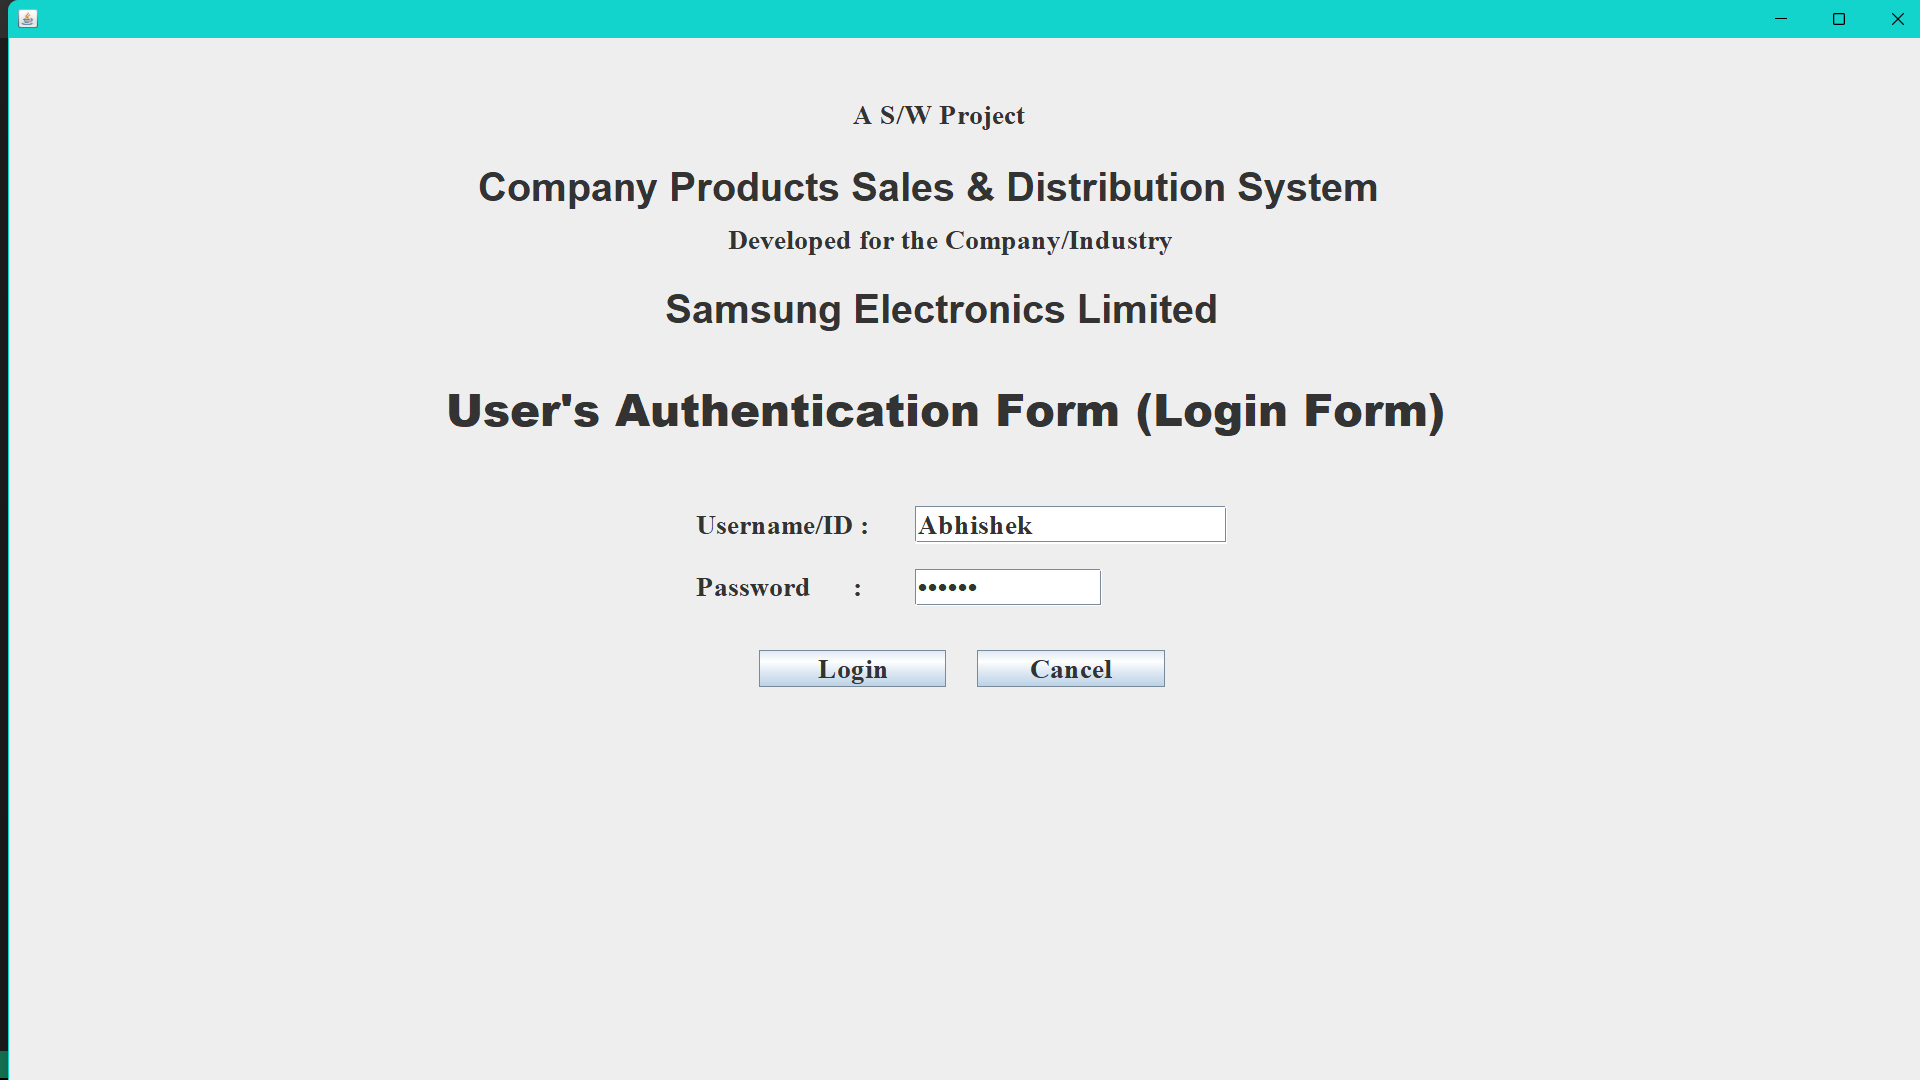 A S/W Project
Company Products Sales & Distribution System
Developed for the Company/Industry
Samsung Electronics Limited
User's Authentication Form (Login Form)
Username/ID : Abhishek
Password : ••••••
Login Cancel